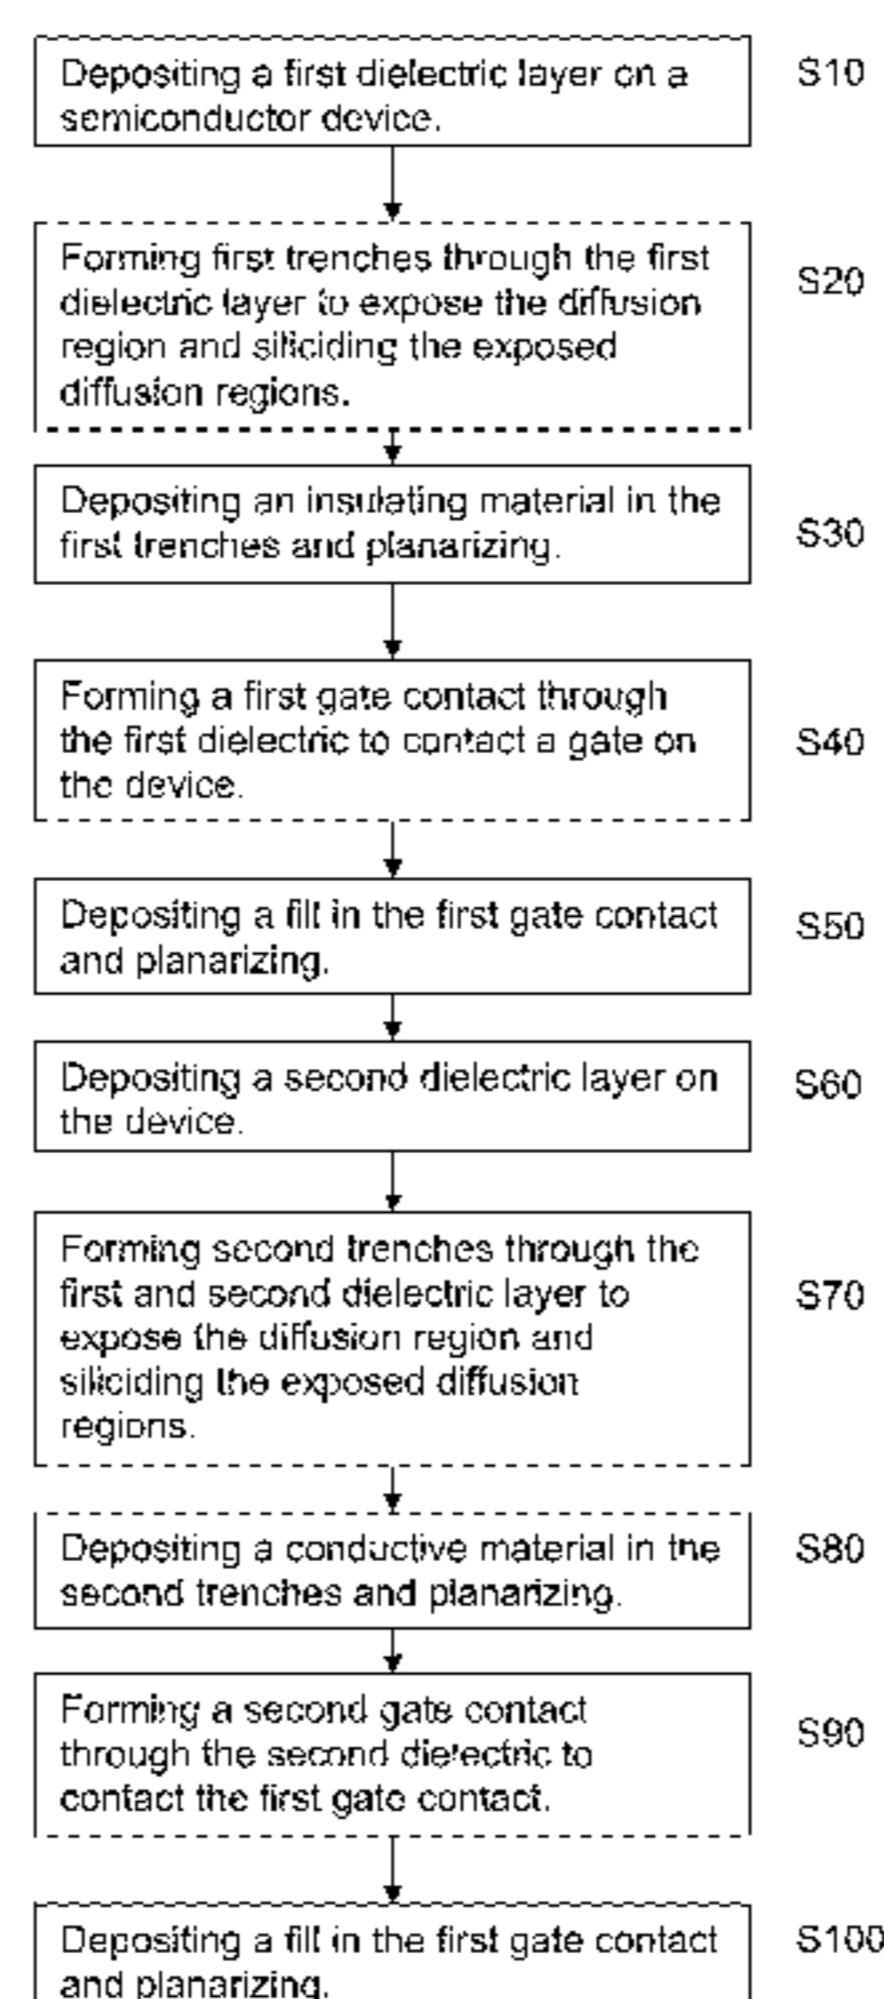 Depositing a first dielectric layer on a
semiconductor device.
S10
Forming first trenches through the first
dielectric layer to expose the diffusion
region and siliciding the exposed
diffusion regions.
S20
Depositing an insulating material in the
first trenches and planarizing.
S30
Forming a first gate contact through
the first dielectric to contact a gate on
the device.
S40
Depositing a fill in the first gate contact
and planarizing.
S50
Depositing a second dielectric layer on
the device.
S60
Forming second trenches through the
first and second dielectric layer to
expose the diffusion region and
siliciding the exposed diffusion
regions.
S70
Depositing a conductive material in the
second trenches and planarizing.
S80
Forming a second gate contact
through the second dielectric to
contact the first gate contact.
S90
Depositing a fill in the first gate contact
and planarizing.
S100